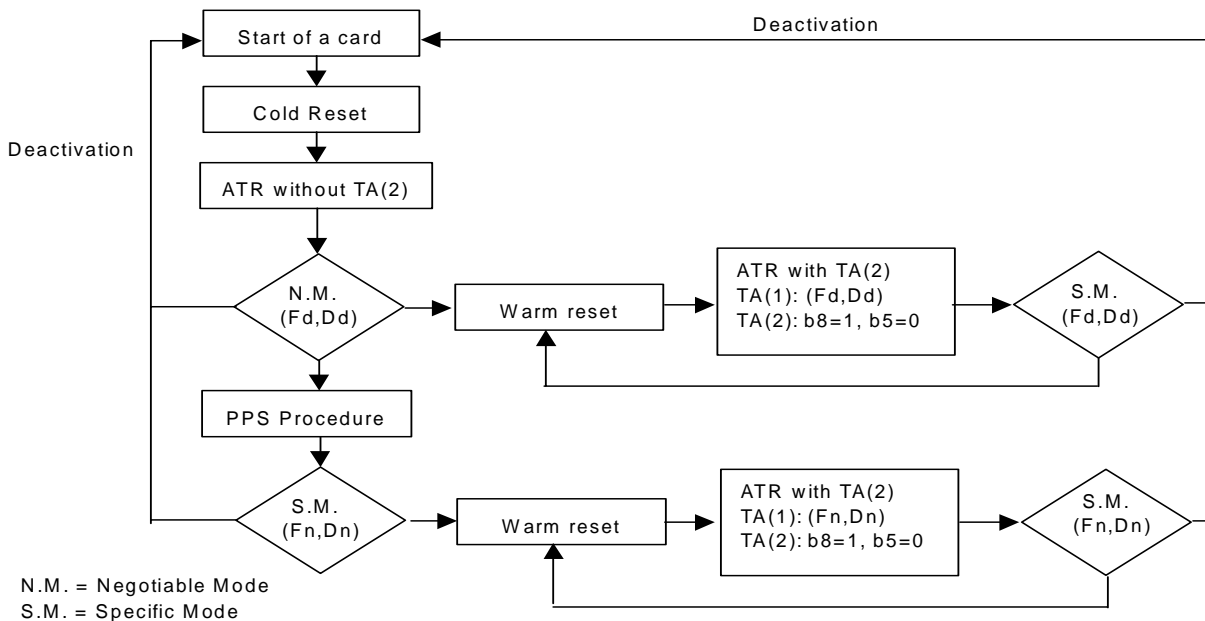 Deactivation
Start of a card
Cold Reset
Deactivation
ATR without TA(2)
N.M.
(Fd,Dd)
Warm reset
ATR with TA(2)
TA(1): (Fd,Dd)
TA(2): b8=1, b5=0
S.M.
(Fd,Dd)
PPS Procedure
S.M.
(Fn,Dn)
Warm reset
ATR with TA(2)
TA(1): (Fn,Dn)
TA(2): b8=1, b5=0
S.M.
(Fn,Dn)
N.M. = Negotiable Mode
S.M. = Specific Mode